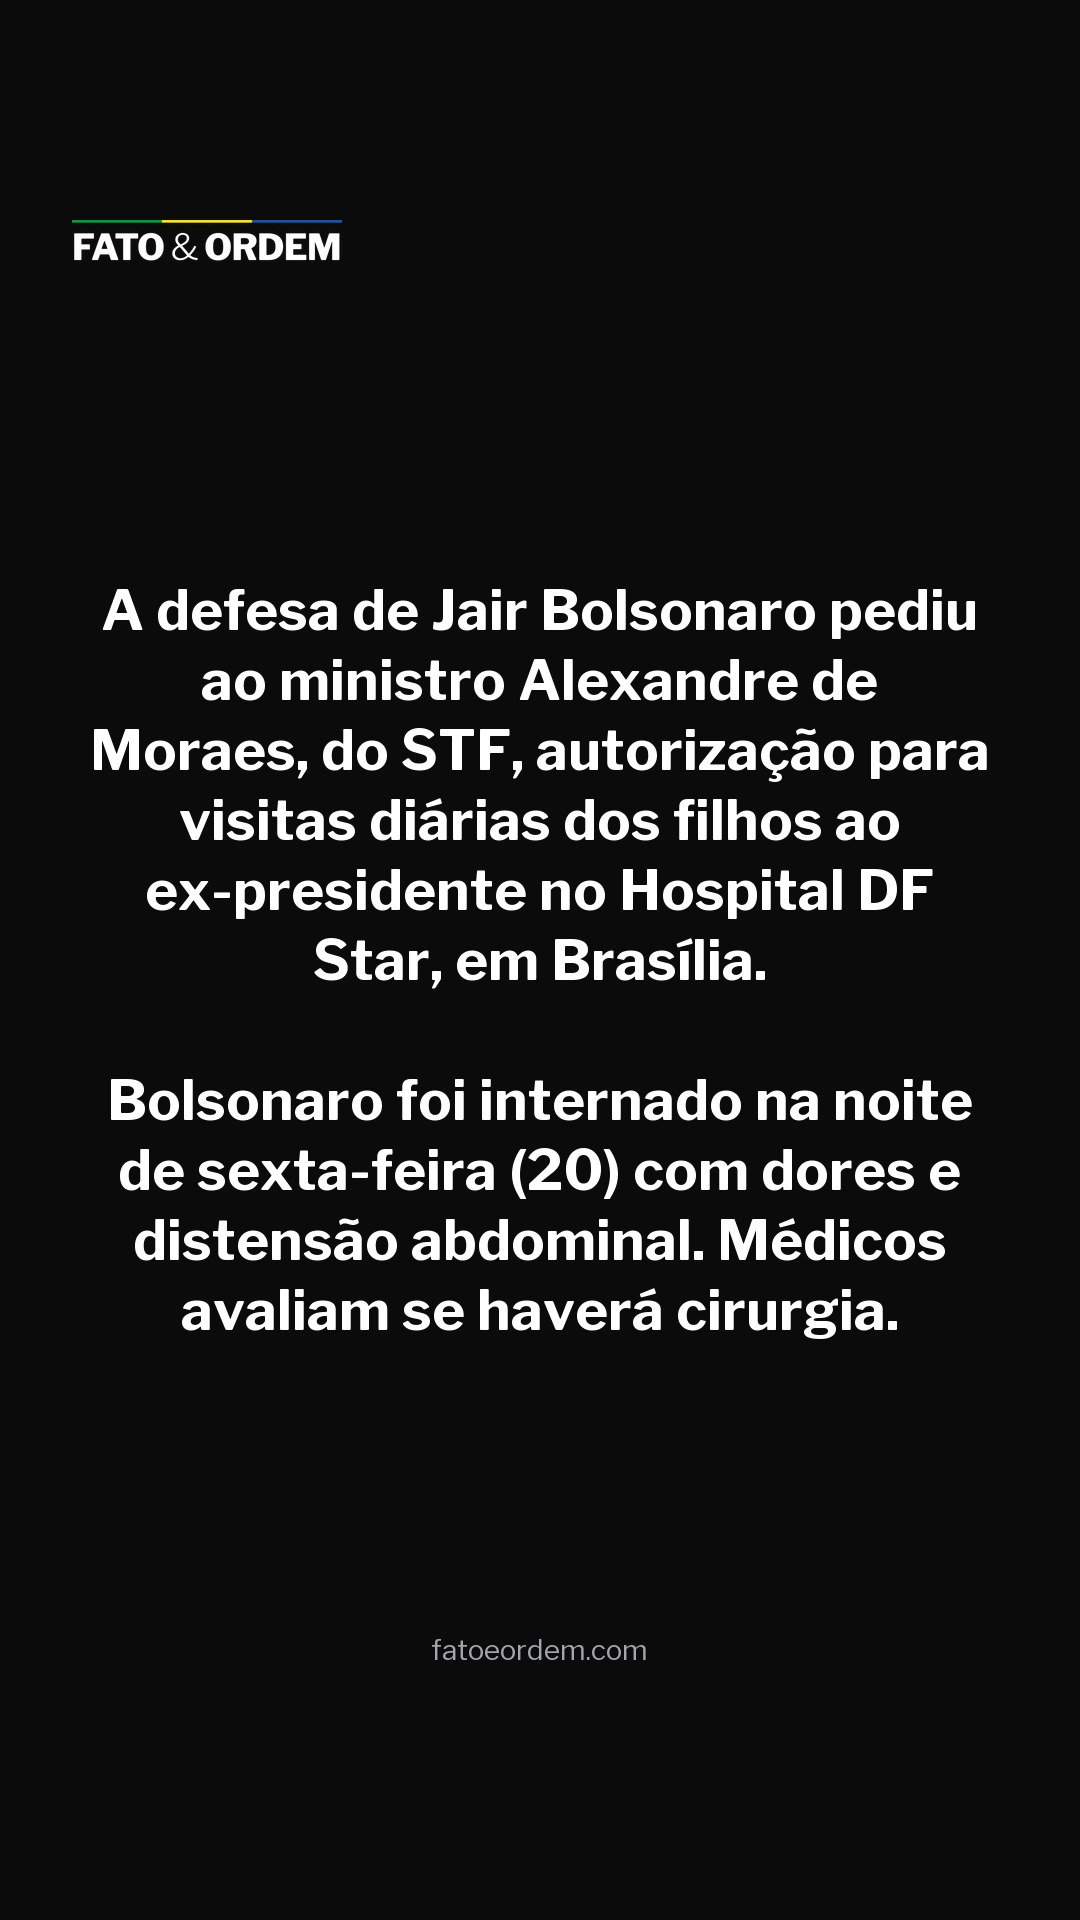 FATO & ORDEM
A defesa de Jair Bolsonaro pediu
ao ministro Alexandre de
Moraes, do STF, autorização para
visitas diárias dos filhos ao
ex-presidente no Hospital DF
Star, em Brasília.
Bolsonaro foi internado na noite
de sexta-feira (20) com dores e
distensão abdominal. Médicos
avaliam se haverá cirurgia.
fatoeordem.com